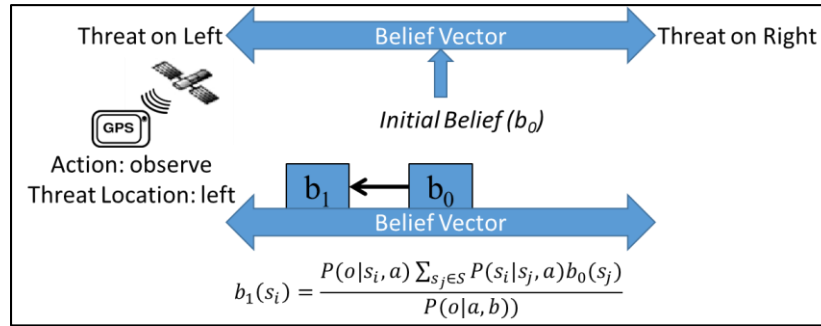 Threat on Left
Belief Vector
Threat on Right
Initial Belief (b₀)
GPS
Action: observe
Threat Location: left
b₁
b₀
Belief Vector
b₁(sᵢ) = P(o|sᵢ, a) ∑_{sⱼ∈S} P(sᵢ|sⱼ, a)b₀(sⱼ) / P(o|a, b))